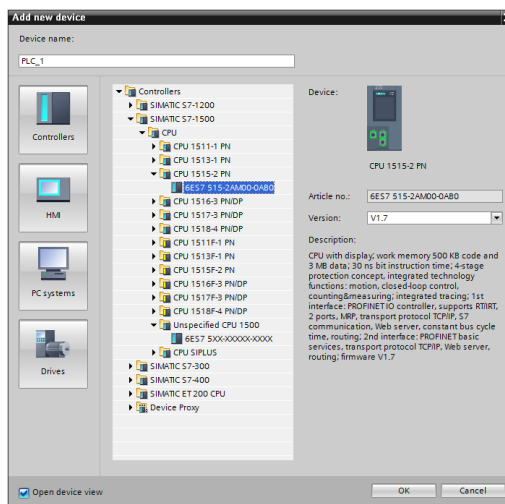 Add new device
Device name:
PLC_1
Controllers
HMI
PC systems
Drives
Controllers
SIMATIC S7-1200
SIMATIC S7-1500
CPU
CPU 1511-1 PN
CPU 1513-1 PN
CPU 1515-2 PN
6ES7 515-2AM00-0AB0
CPU 1516-3 PN/DP
CPU 1517-3 PN/DP
CPU 1518-4 PN/DP
CPU 1511F-1 PN
CPU 1513F-1 PN
CPU 1515F-2 PN
CPU 1516F-3 PN/DP
CPU 1517F-3 PN/DP
CPU 1518F-4 PN/DP
Unspecified CPU 1500
6ES7 5XX-XXXXX-XXXX
CPU SIPLUS
SIMATIC S7-300
SIMATIC S7-400
SIMATIC ET 200 CPU
Device Proxy
Device:
CPU 1515-2 PN
Article no.: 6ES7 515-2AM00-0AB0
Version: V1.7
Description:
CPU with display; work memory 500 KB code and
3 MB data; 30 ns bit instruction time; 4-stage
protection concept, integrated technology
functions: motion, closed-loop control,
counting&measuring; integrated tracing; 1st
interface: PROFINET IO controller, supports RT/IRT,
2 ports, MRP, transport protocol TCP/IP, S7
communication, Web server, constant bus cycle
time, routing; 2nd interface: PROFINET basic
services, transport protocol TCP/IP, Web server,
routing; firmware V1.7
Open device view
OK
Cancel